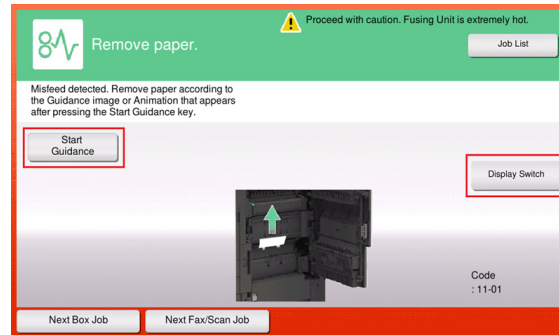 Proceed with caution. Fusing Unit is extremely hot.
Remove paper.
Job List
Misfeed detected. Remove paper according to
the Guidance image or Animation that appears
after pressing the Start Guidance key.
Start
Guidance
Display Switch
Code
: 11-01
Next Box Job
Next Fax/Scan Job